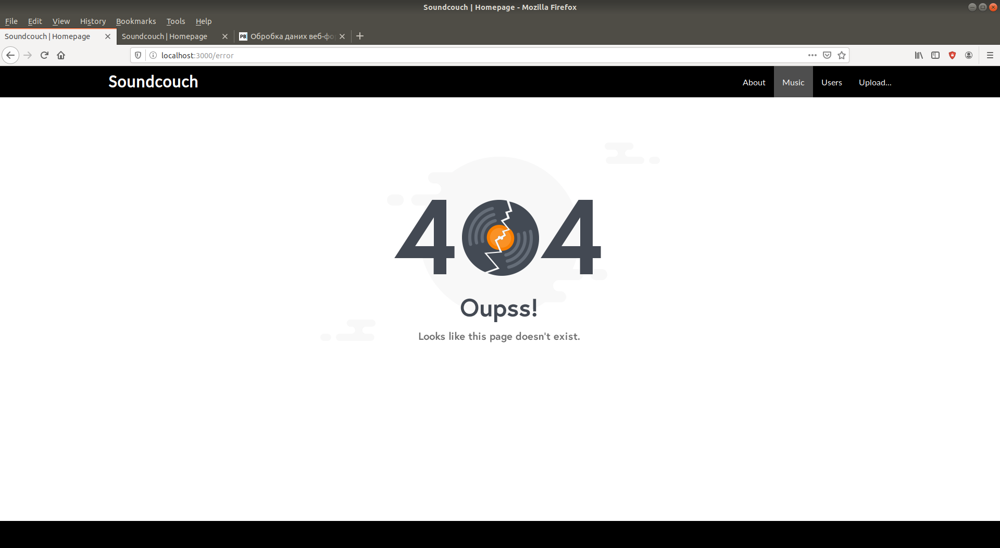 Soundcouch | Homepage - Mozilla Firefox
File Edit View History Bookmarks Tools Help
Soundcouch | Homepage Soundcouch | Homepage PB Обробка даних веб-фо
localhost:3000/error
Soundcouch About Music Users Upload...
404
Oupss!
Looks like this page doesn't exist.